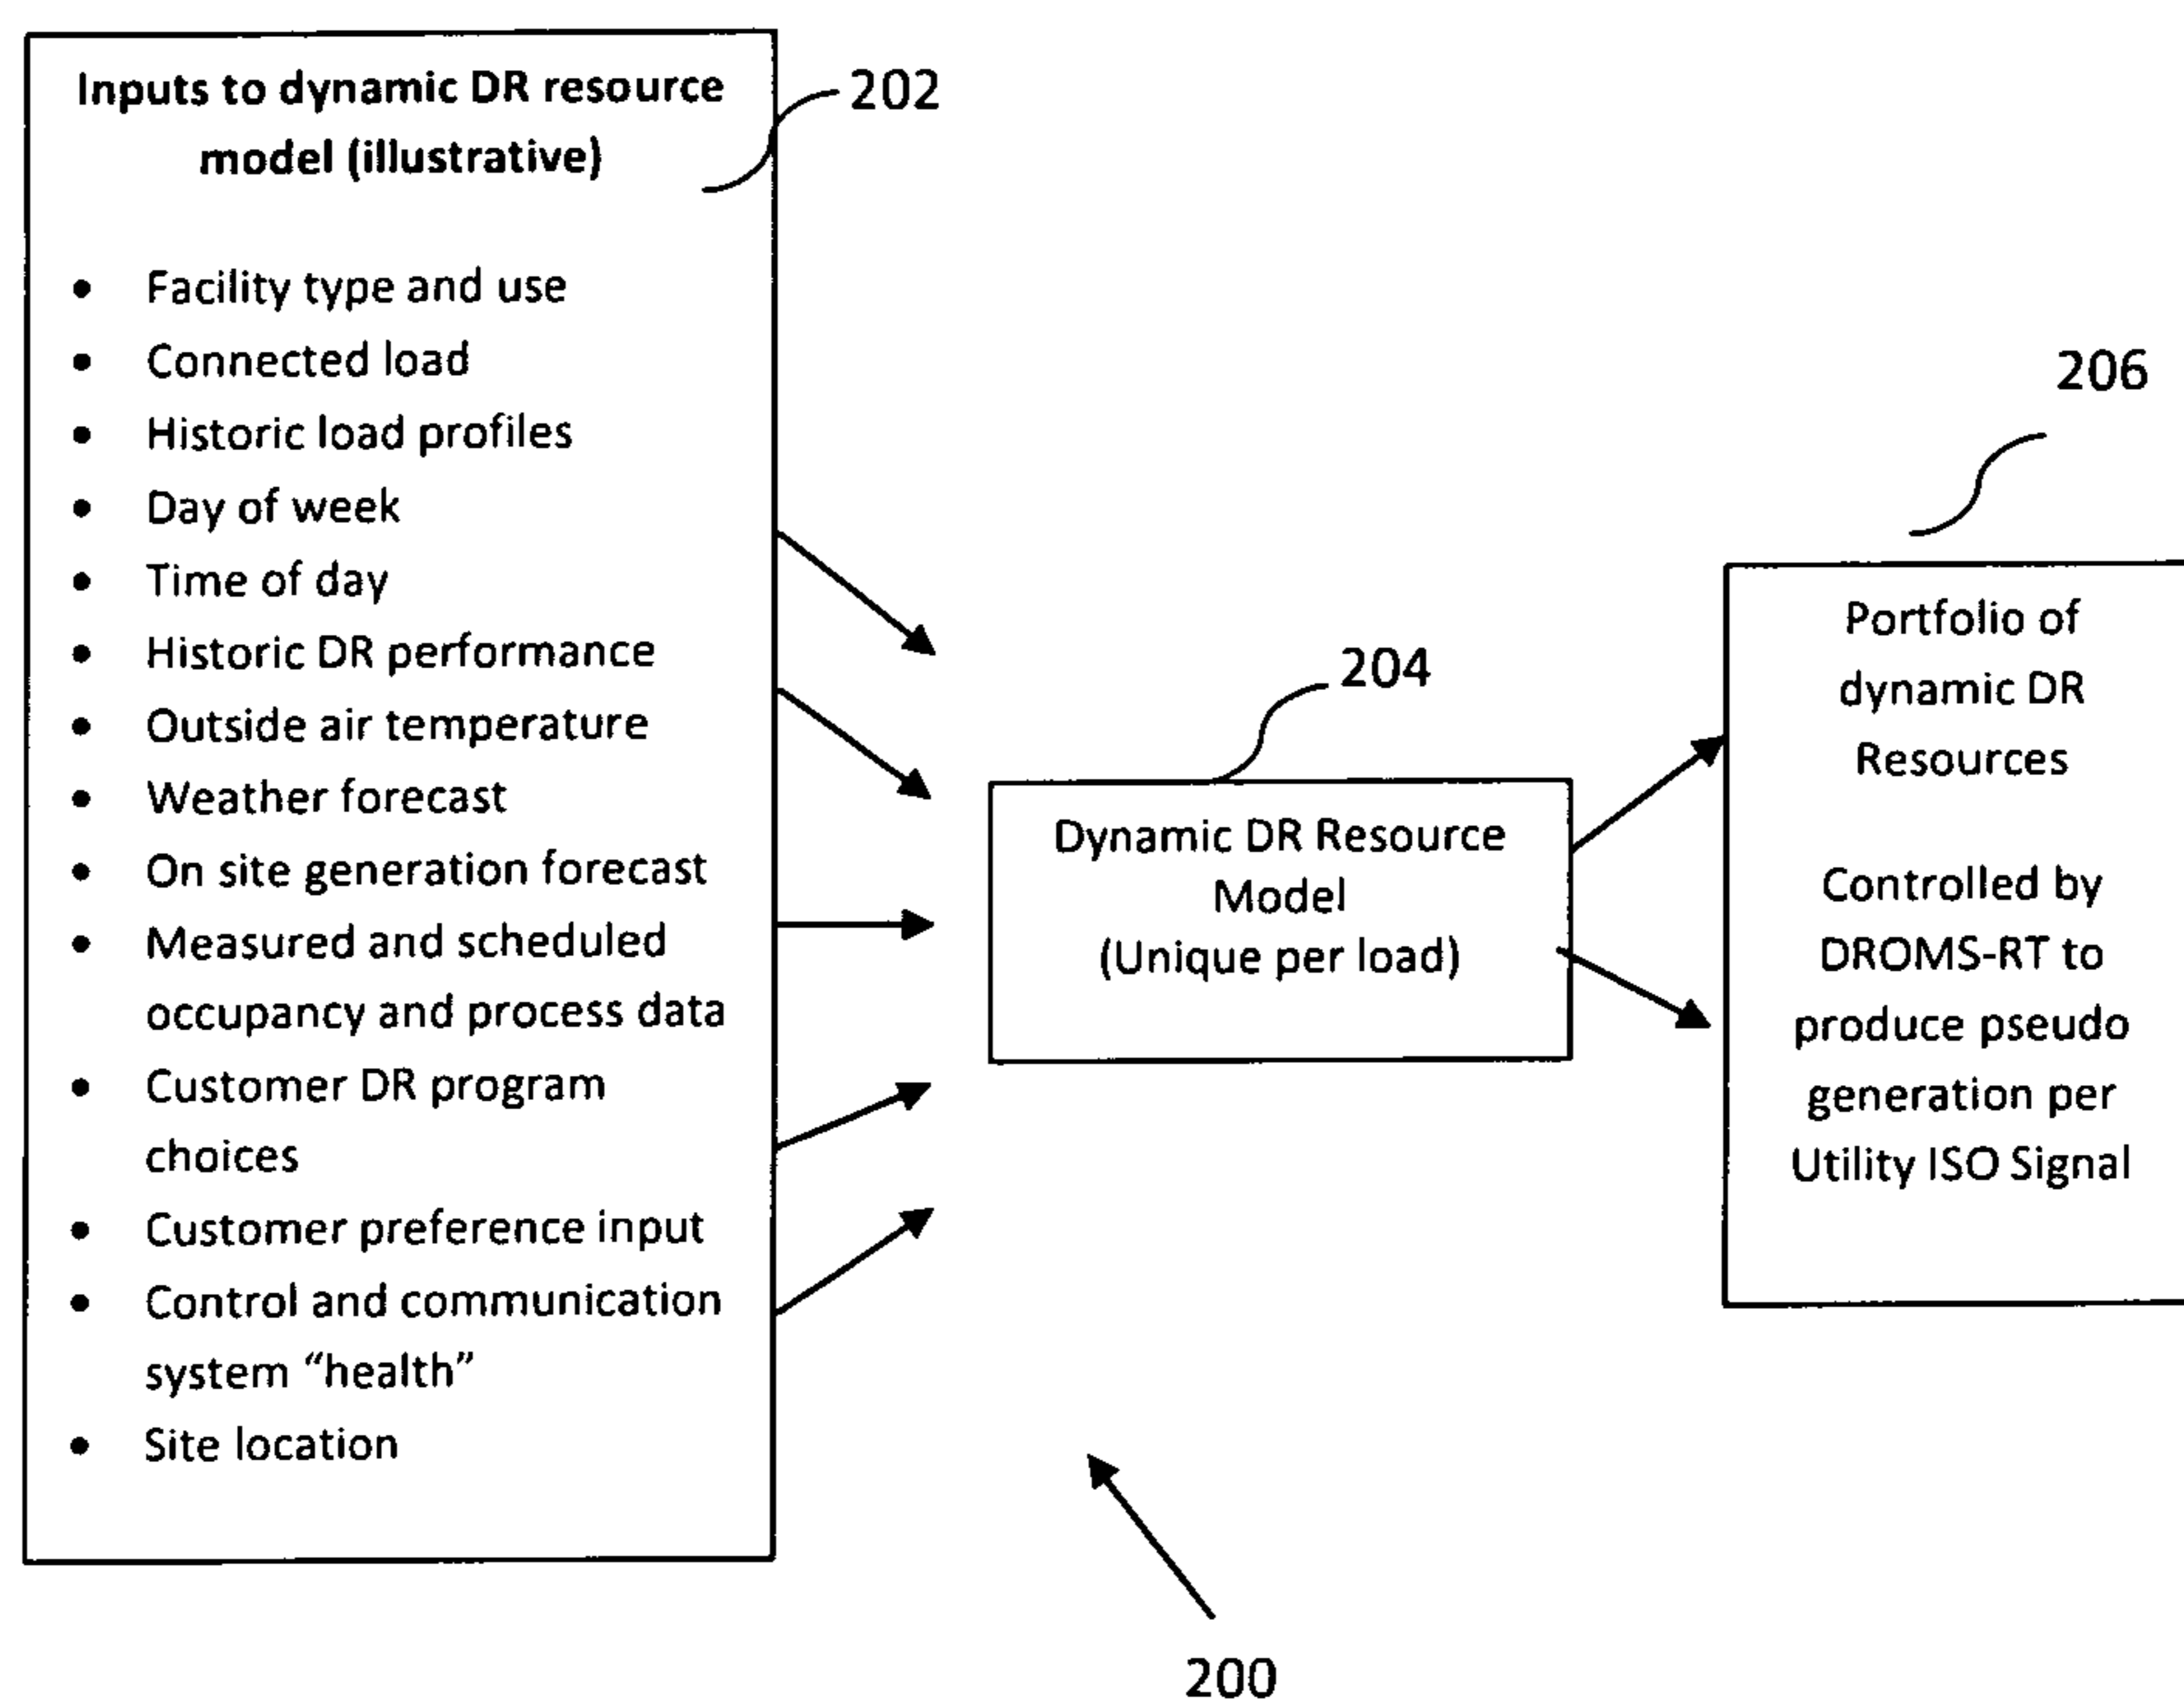 Inputs to dynamic DR resource
model (illustrative)
202
• Facility type and use
• Connected load
• Historic load profiles
• Day of week
• Time of day
• Historic DR performance
• Outside air temperature
• Weather forecast
• On site generation forecast
• Measured and scheduled
occupancy and process data
• Customer DR program
choices
• Customer preference input
• Control and communication
system “health”
• Site location
204
Dynamic DR Resource
Model
(Unique per load)
206
Portfolio of
dynamic DR
Resources
Controlled by
DROMS-RT to
produce pseudo
generation per
Utility ISO Signal
200